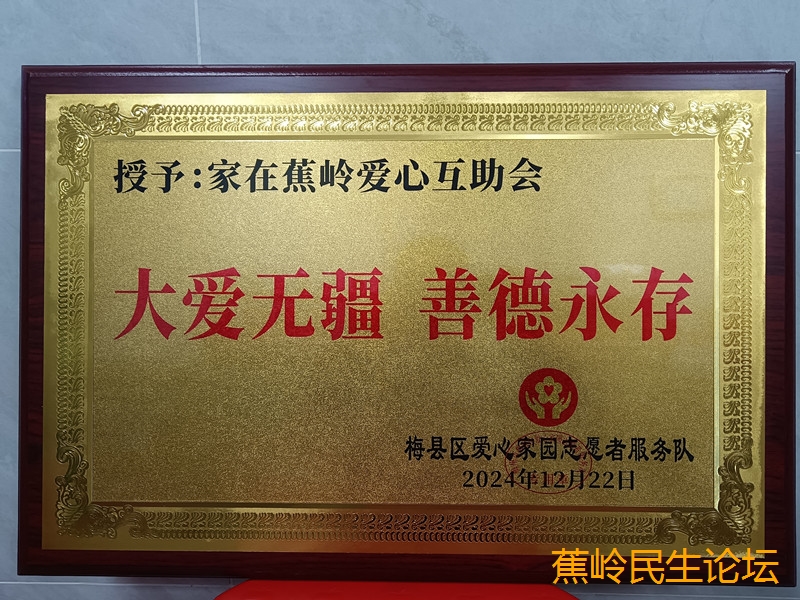 授予:家在蕉岭爱心互助会
大爱无疆 善德永存
梅县区爱心家园志愿者服务队
2024年12月22日
蕉岭民生论坛